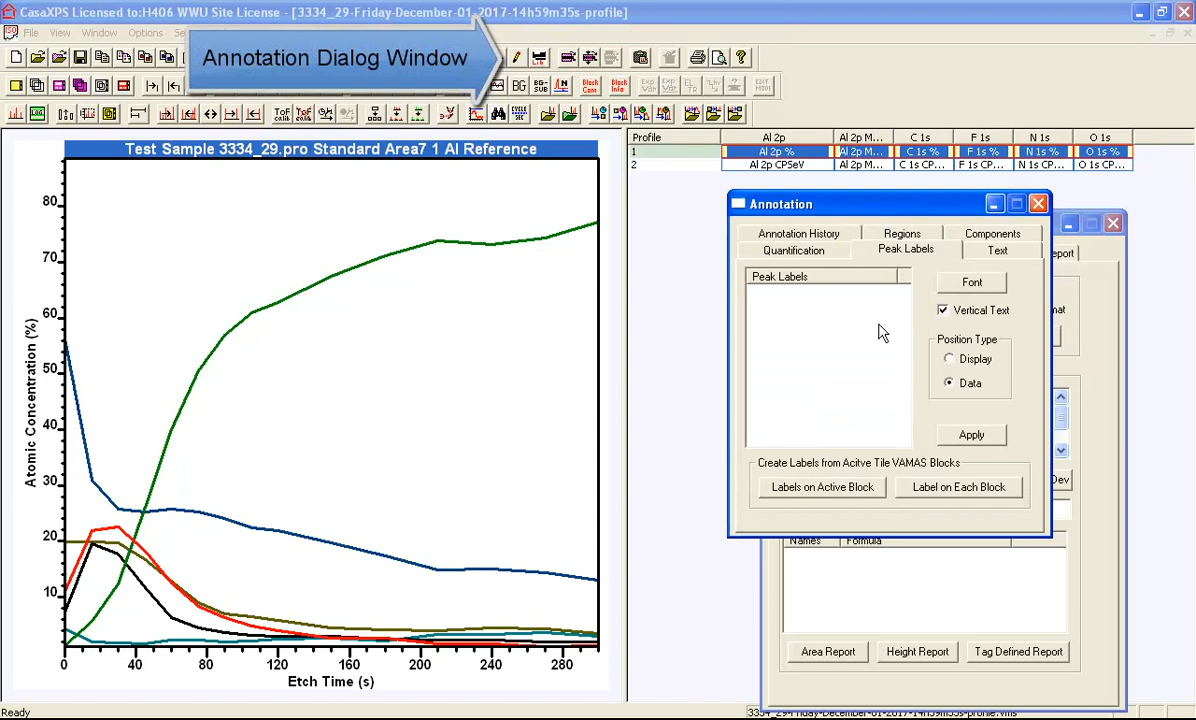 CasaXPS Licensed to:H406 WWU Site License - [3334_29-Friday-December-01-2017-14h59m35s-profile]
File View Window Options
Annotation Dialog Window
Test Sample 3334_29.pro Standard Area7 1 Al Reference
Atomic Concentration (%)
80
70
60
50
40
30
20
10
0 40 80 120 160 200 240 280
Etch Time (s)
Profile Al 2p Al 2p M... C 1s F 1s N 1s O 1s
1 Al 2p % Al 2p M... C 1s % F 1s % N 1s % O 1s %
2 Al 2p CPSeV Al 2p M... C 1s CP... F 1s CP... N 1s CP... O 1s CP...
Annotation
Annotation History Regions Components
Quantification Peak Labels Text
Peak Labels
Font
Vertical Text
Position Type
Display
Data
Apply
Create Labels from Acitve Tile VAMAS Blocks
Labels on Active Block Label on Each Block
Names Formula
Area Report Height Report Tag Defined Report
Ready